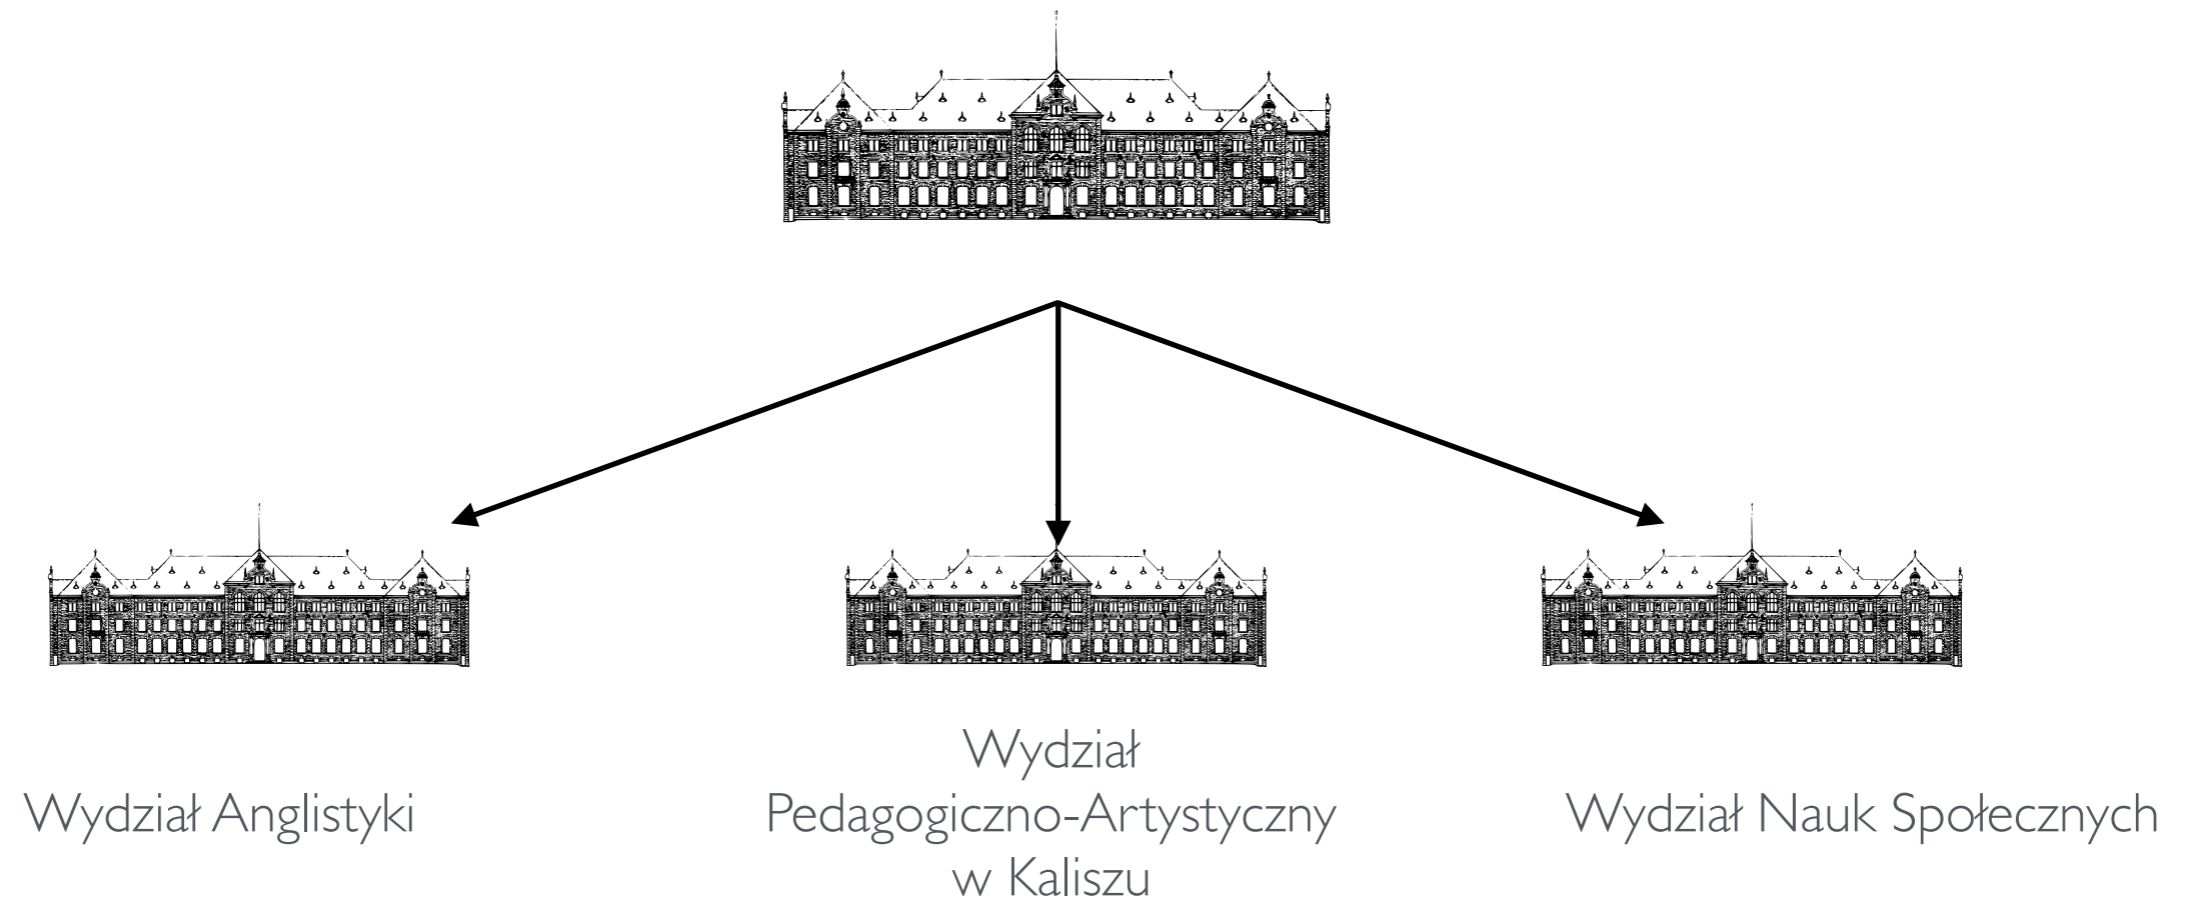 Wydział Anglistyki
Wydział
Pedagogiczno-Artystyczny
w Kaliszu
Wydział Nauk Społecznych